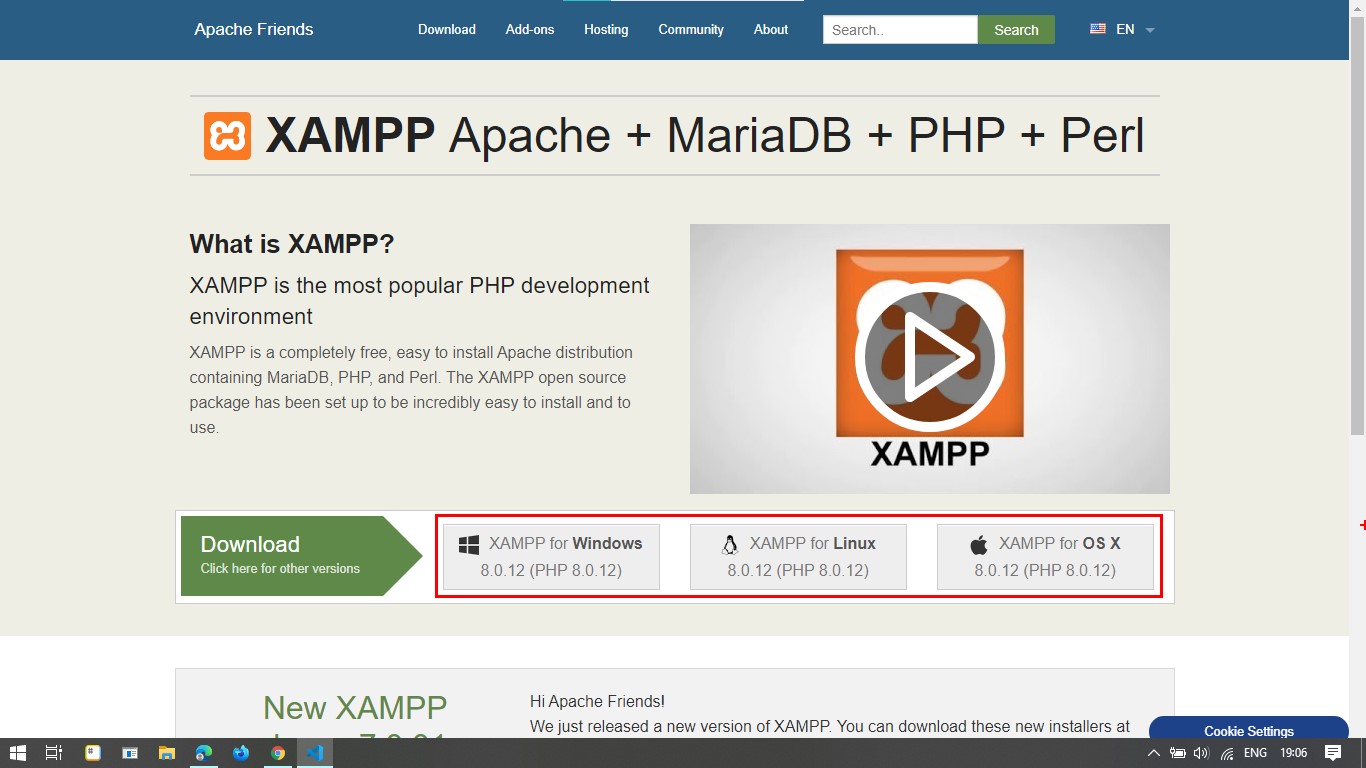 Apache Friends
Download
Add-ons
Hosting
Community
About
Search..
Search
EN
XAMPP Apache + MariaDB + PHP + Perl
What is XAMPP?
XAMPP is the most popular PHP development
environment
XAMPP is a completely free, easy to install Apache distribution
containing MariaDB, PHP, and Perl. The XAMPP open source
package has been set up to be incredibly easy to install and to
use.
XAMPP
Download
Click here for other versions
XAMPP for Windows
8.0.12 (PHP 8.0.12)
XAMPP for Linux
8.0.12 (PHP 8.0.12)
XAMPP for OS X
8.0.12 (PHP 8.0.12)
New XAMPP
Hi Apache Friends!
We just released a new version of XAMPP. You can download these new installers at
Cookie Settings
ENG
19:06